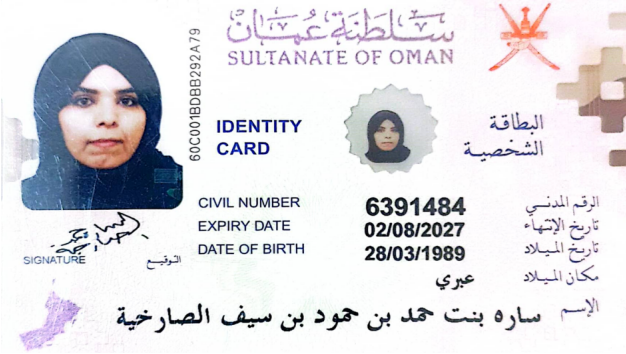 سلطنة عمان
SULTANATE OF OMAN
60C001BDBB292A79
IDENTITY CARD
البطاقة الشخصية
CIVIL NUMBER 6391484 الرقم المدني
EXPIRY DATE 02/08/2027 تاريخ الإنتهاء
DATE OF BIRTH 28/03/1989 تاريخ الميلاد
عبري مكان الميلاد
SIGNATURE التوقيع
الإسم ساره بنت حمد بن حمود بن سيف الصارخية